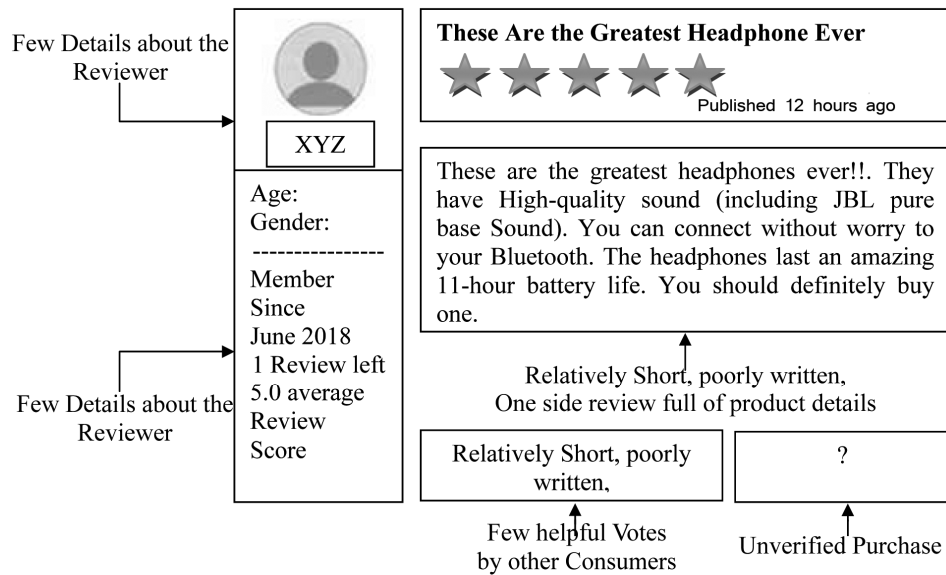 Few Details about the
Reviewer
XYZ
Age:
Gender:
--------------------
Member
Since
June 2018
1 Review left
5.0 average
Review
Score
Few Details about the
Reviewer
These Are the Greatest Headphone Ever
Published 12 hours ago
These are the greatest headphones ever!!. They
have High-quality sound (including JBL pure
base Sound). You can connect without worry to
your Bluetooth. The headphones last an amazing
11-hour battery life. You should definitely buy
one.
Relatively Short, poorly written,
One side review full of product details
Relatively Short, poorly
written,
Few helpful Votes
by other Consumers
?
Unverified Purchase